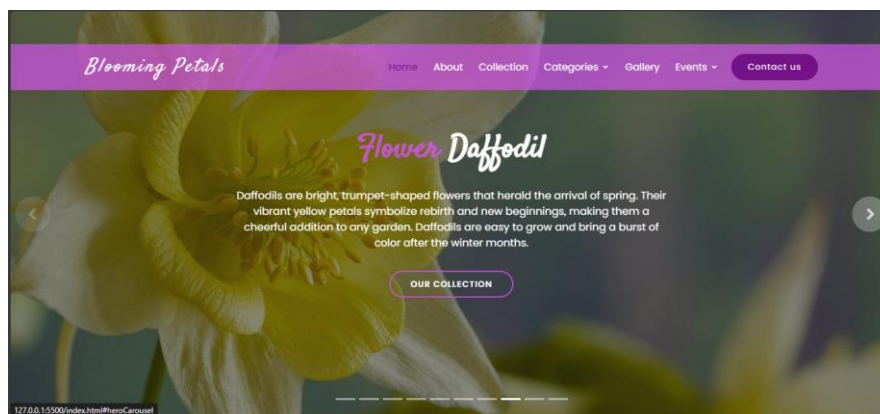 Blooming Petals
Home About Collection Categories Gallery Events Contact us
Flower Daffodil
Daffodils are bright, trumpet-shaped flowers that herald the arrival of spring. Their
vibrant yellow petals symbolize rebirth and new beginnings, making them a
cheerful addition to any garden. Daffodils are easy to grow and bring a burst of
color after the winter months.
OUR COLLECTION
127.0.0.1:5500/index.html#heroCarousel